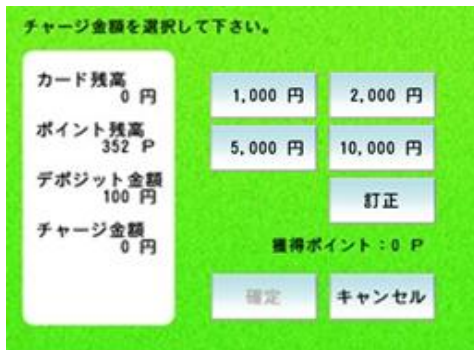 チャージ金額を選択して下さい。
カード残高
0 円
ポイント残高
352 P
デポジット金額
100 円
チャージ金額
0 円
1,000 円
2,000 円
5,000 円
10,000 円
訂正
獲得ポイント:0 P
確定
キャンセル